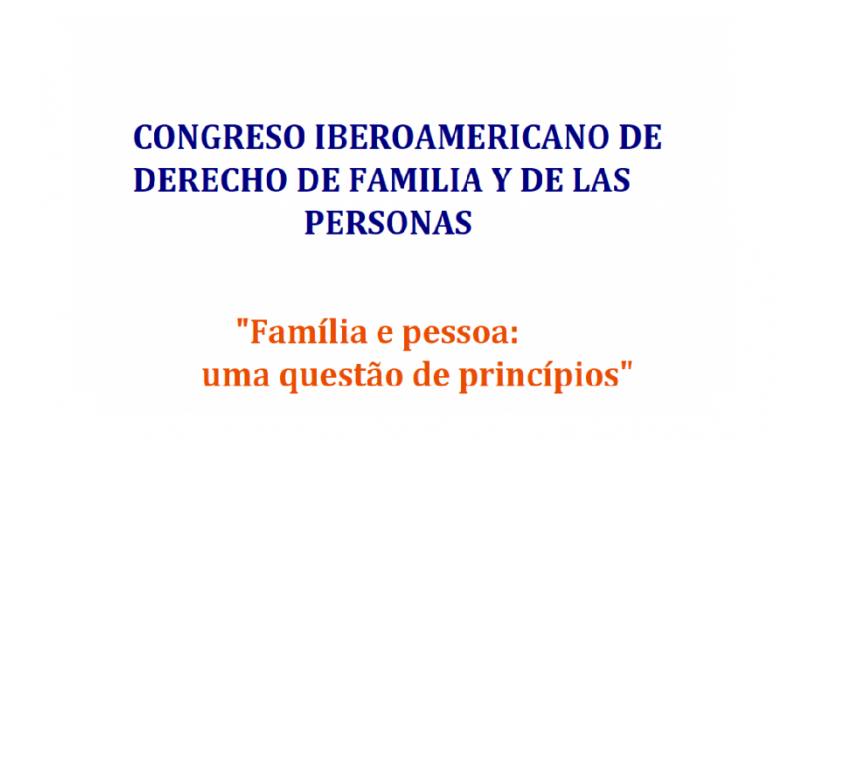 CONGRESO IBEROAMERICANO DE
DERECHO DE FAMILIA Y DE LAS
PERSONAS
"Família e pessoa:
uma questão de princípios"